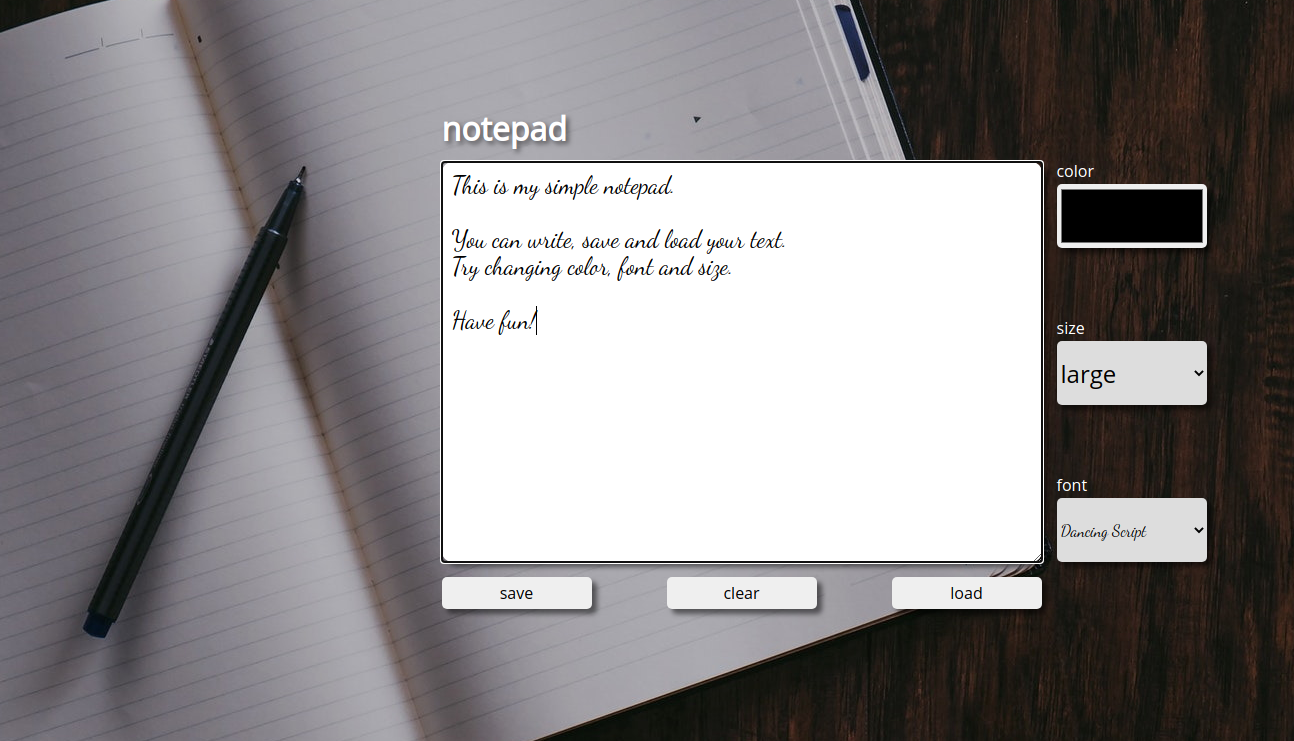 notepad
This is my simple notepad.
You can write, save and load your text.
Try changing color, font and size.
Have fun!
color
size
large
font
Dancing Script
save
clear
load